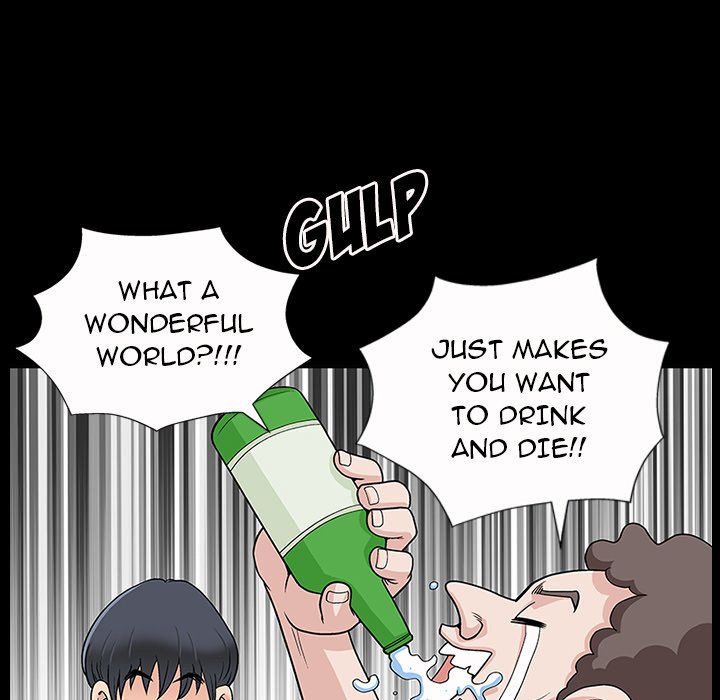 GULP
WHAT A
WONDERFUL
WORLD?!!!
JUST MAKES
YOU WANT
TO DRINK
AND DIE!!